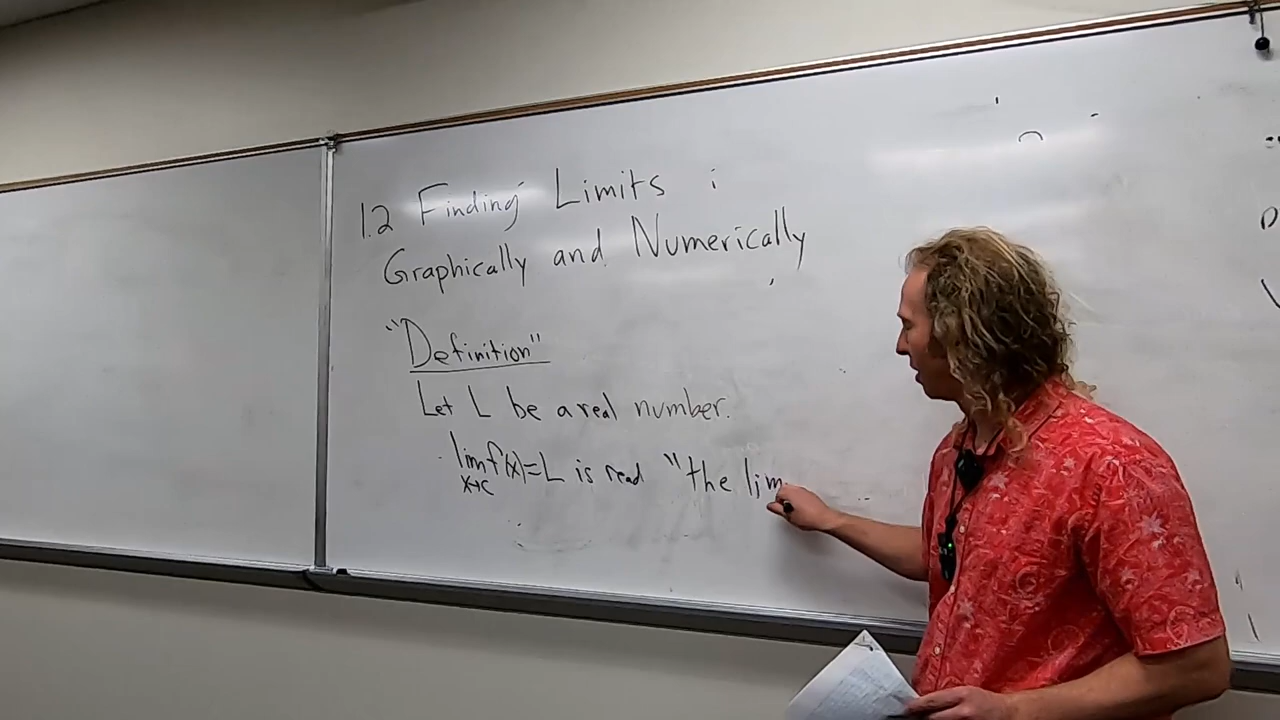 1.2 Finding Limits :
Graphically and Numerically
"Definition"
Let L be a real number.
lim f(x)=L is read "the lim
x→c